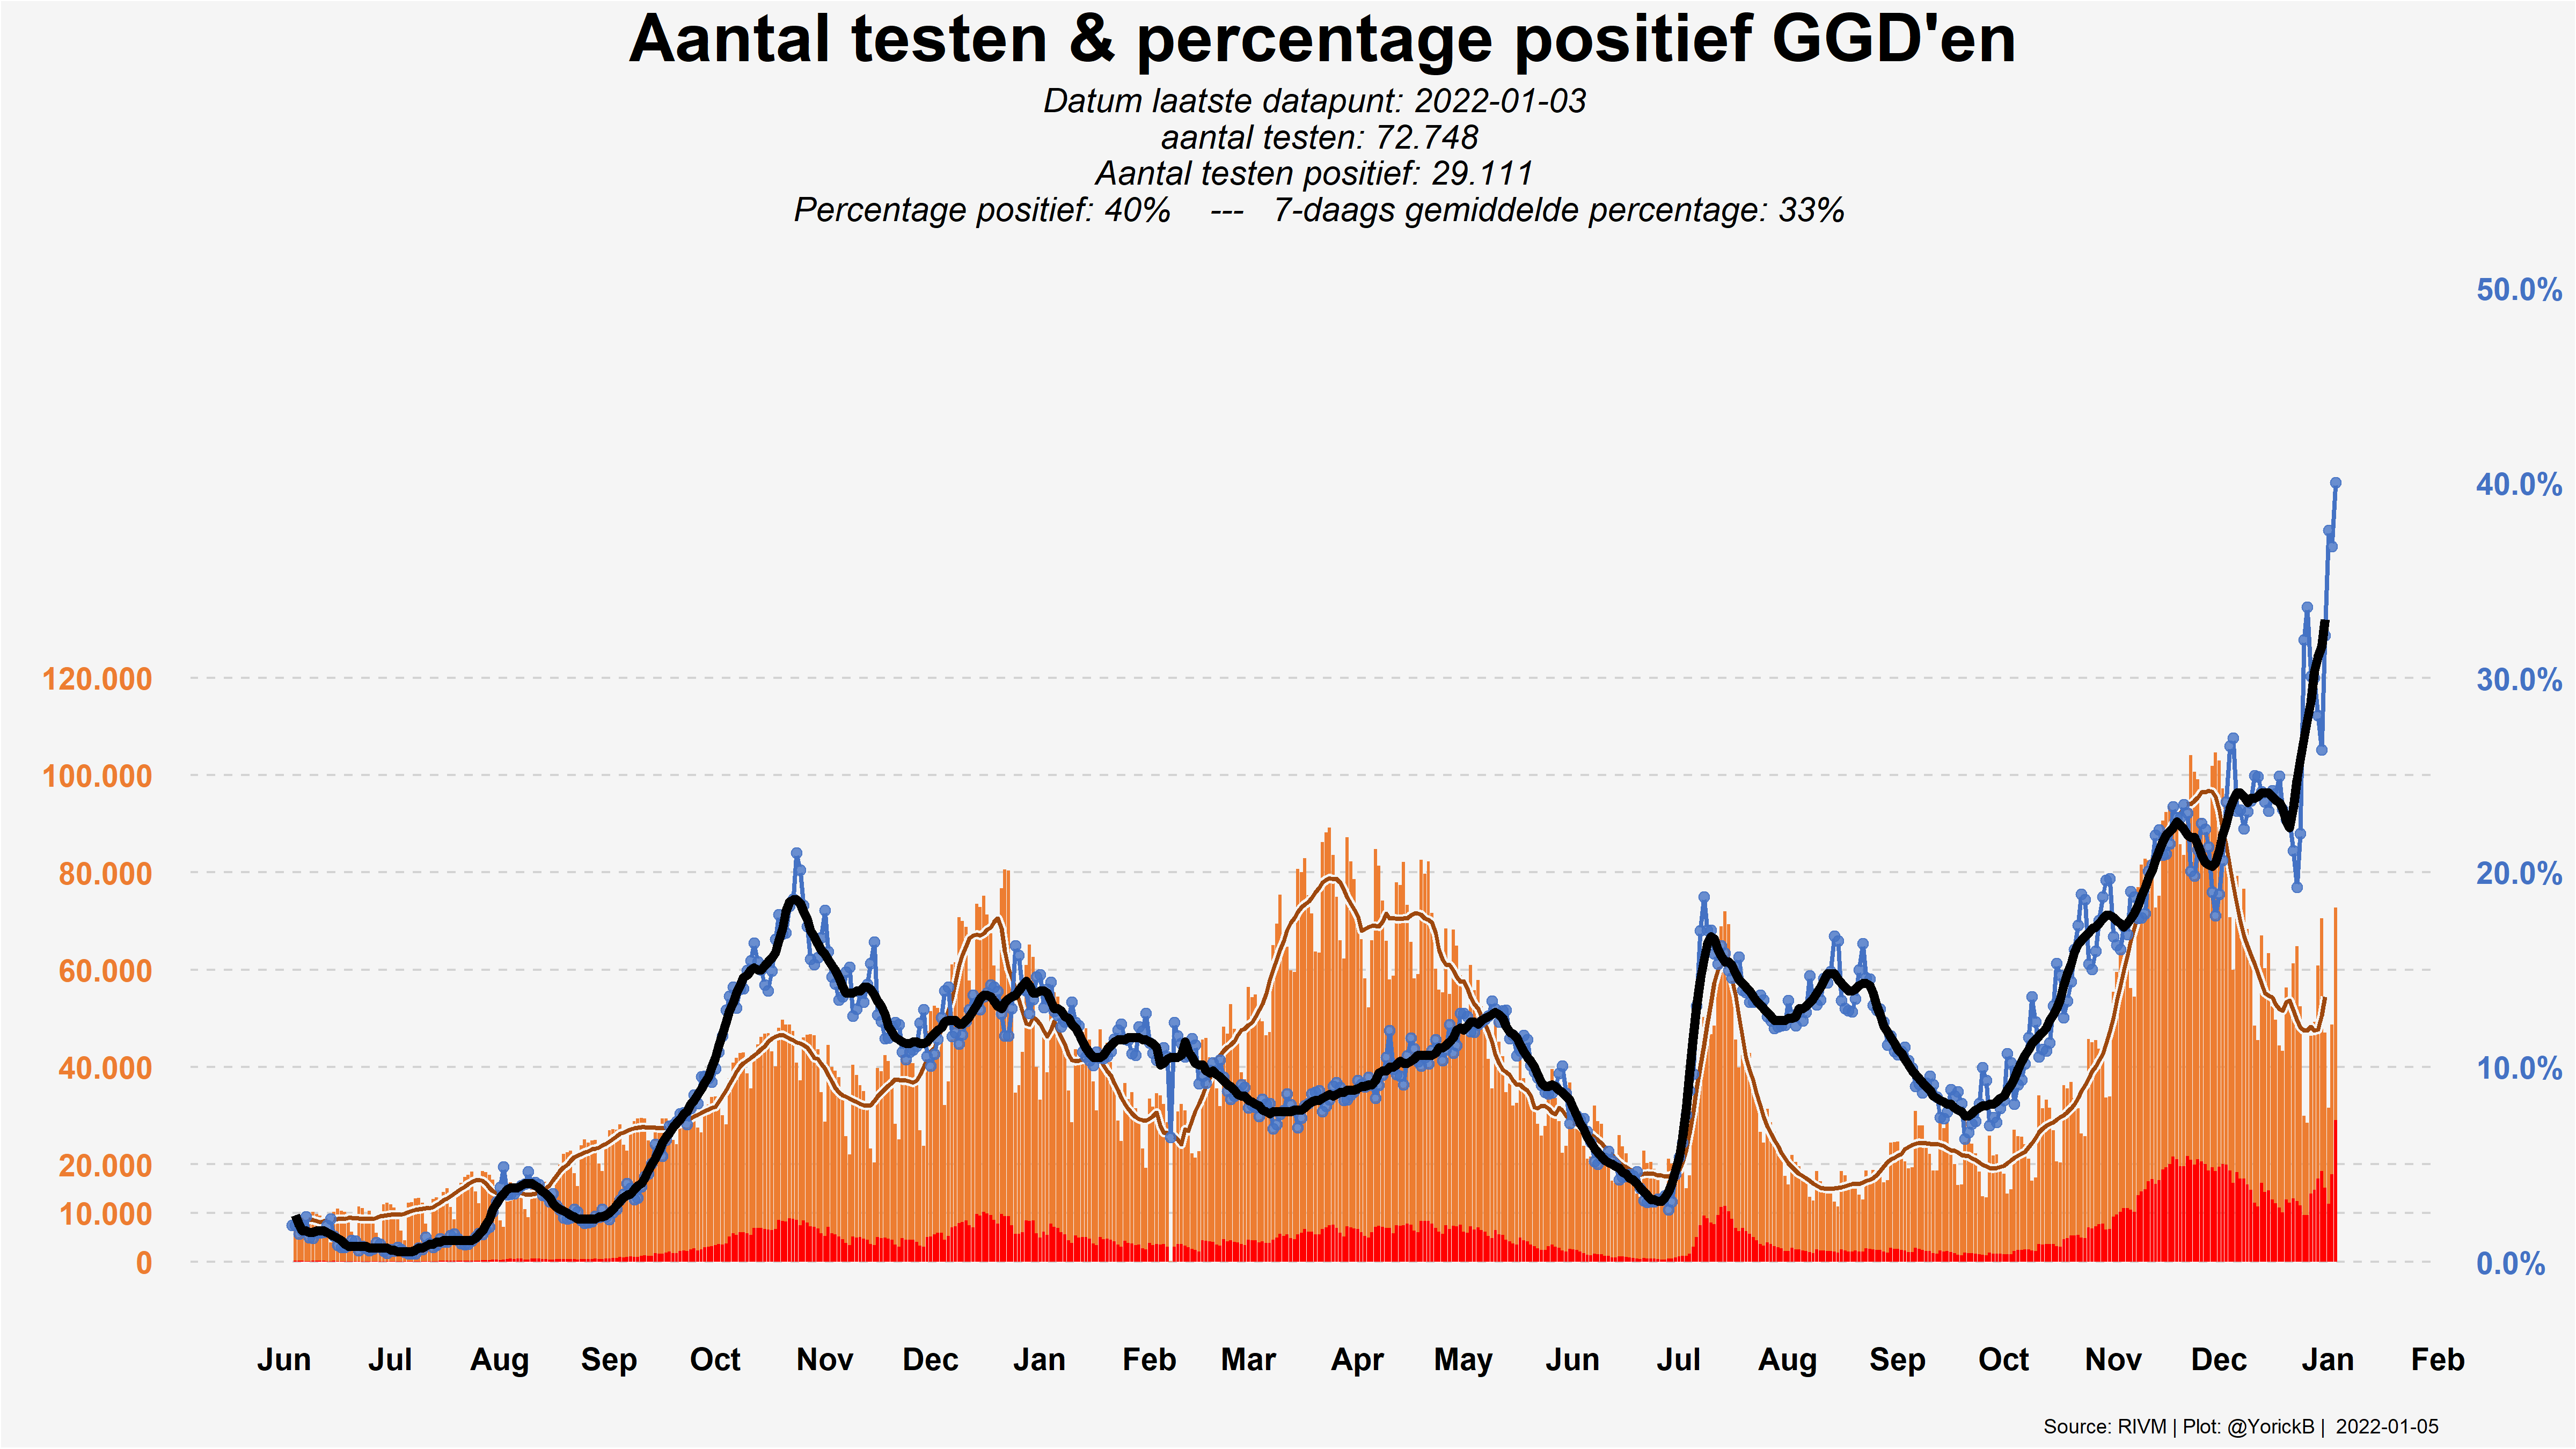 Aantal testen & percentage positief GGD'en
Datum laatste datapunt: 2022-01-03
aantal testen: 72.748
Aantal testen positief: 29.111
Percentage positief: 40% --- 7-daags gemiddelde percentage: 33%
50.0%
40.0%
120.000 30.0%
100.000
80.000 20.0%
60.000
40.000 10.0%
20.000
10.000
0 0.0%
Jun Jul Aug Sep Oct Nov Dec Jan Feb Mar Apr May Jun Jul Aug Sep Oct Nov Dec Jan Feb
Source: RIVM | Plot: @YorickB | 2022-01-05